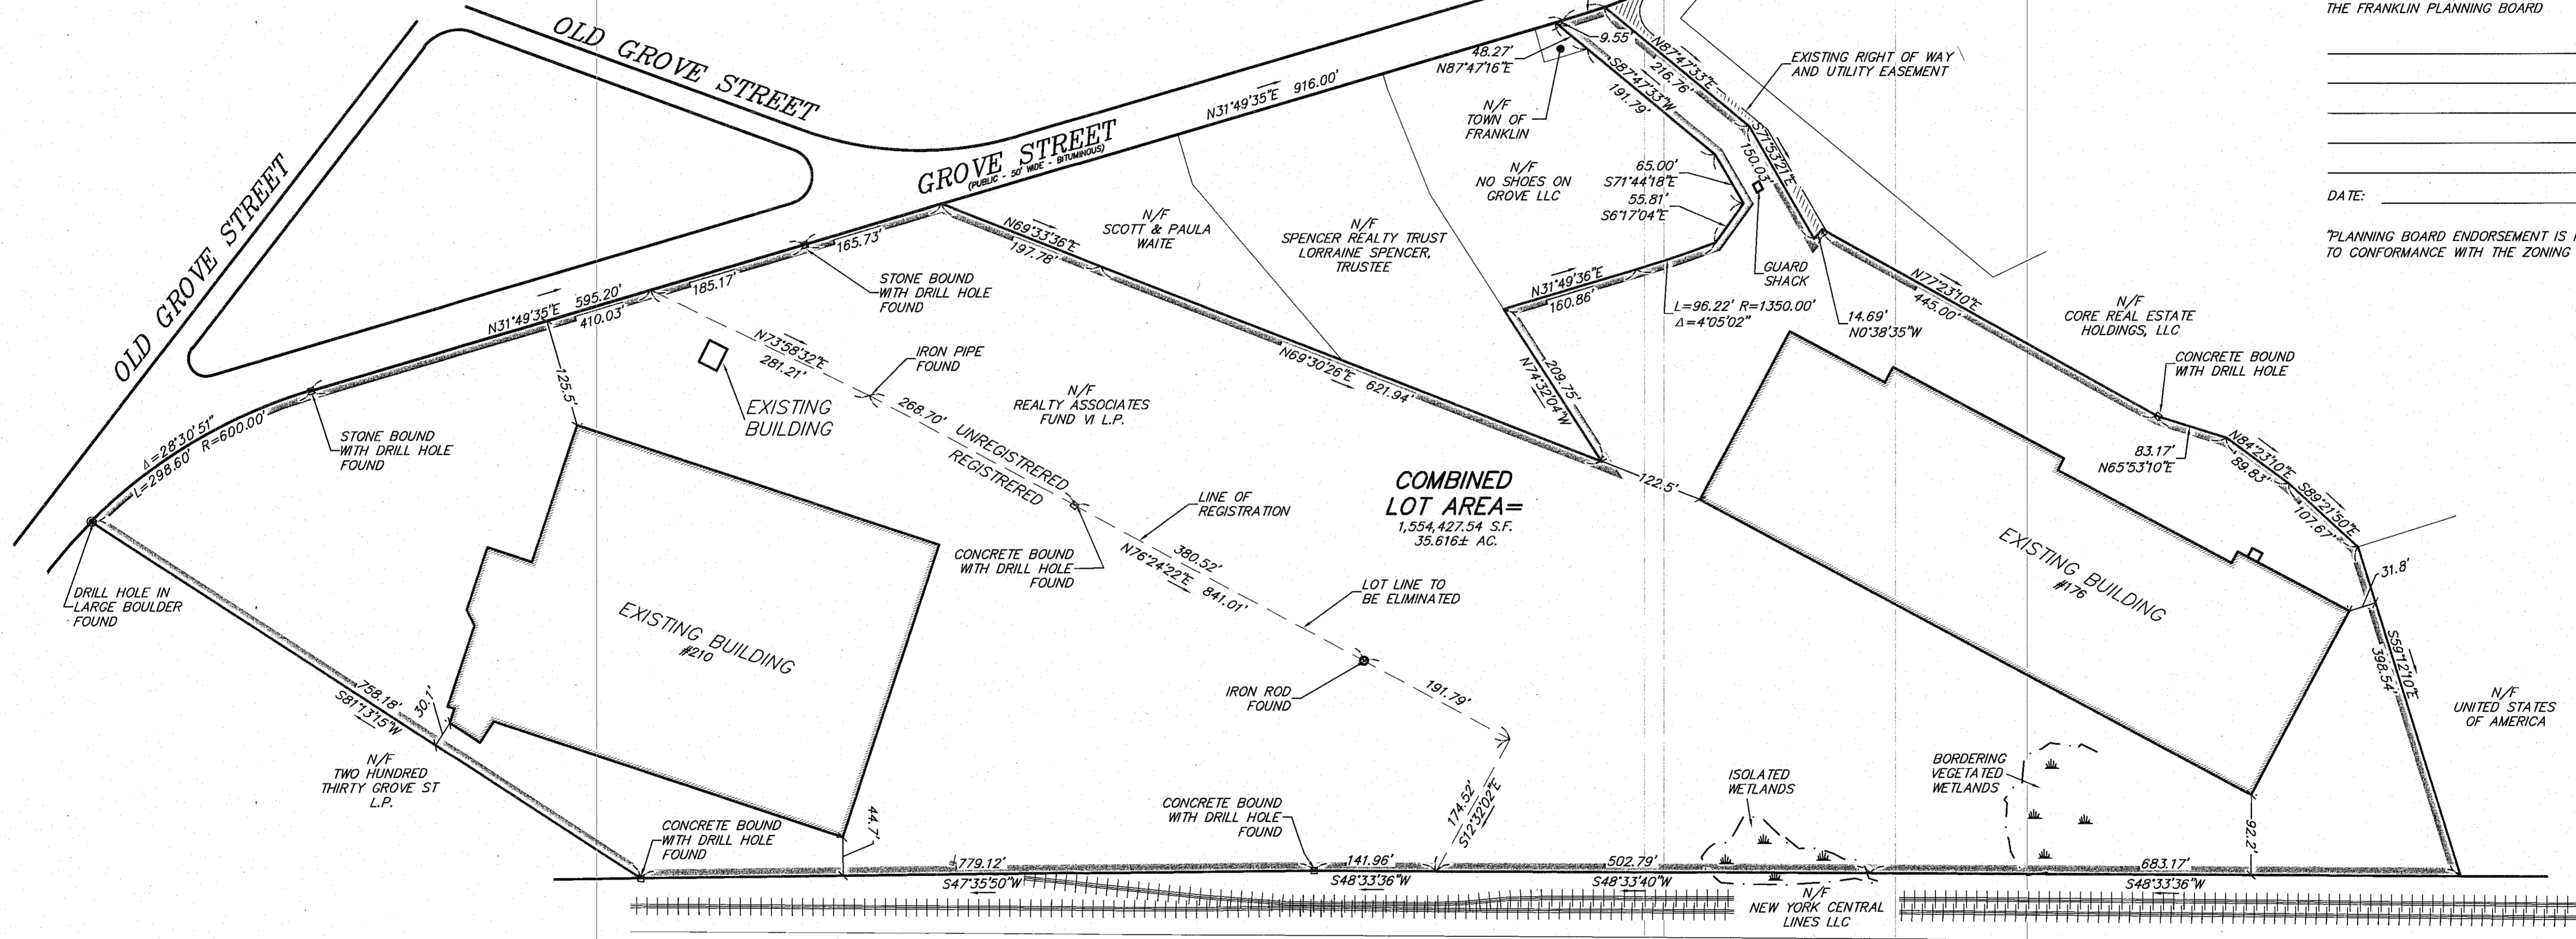 THE FRANKLIN PLANNING BOARD
DATE:
"PLANNING BOARD ENDORSEMENT IS
TO CONFORMANCE WITH THE ZONING
OLD GROVE STREET
OLD GROVE STREET
GROVE STREET
(PUBLIC - 50' WIDE - BITUMINOUS)
N31°49'35"E 916.00'
48.27'
N87°47'16"E
9.55'
N87°47'33"E
216.76'
S87°47'33"W
191.79'
EXISTING RIGHT OF WAY
AND UTILITY EASEMENT
N/F
TOWN OF
FRANKLIN
N/F
NO SHOES ON
GROVE LLC
65.00'
S71°44'18"E
55.81'
S6°17'04"E
S71°53'21"E
150.03'
GUARD
SHACK
14.69'
N0°38'35"W
N77°23'10"E
445.00'
N/F
CORE REAL ESTATE
HOLDINGS, LLC
CONCRETE BOUND
WITH DRILL HOLE
83.17'
N65°53'10"E
N84°23'10"E
89.83'
S89°21'50"E
107.67'
31.8'
S59°12'10"E
398.54'
N/F
UNITED STATES
OF AMERICA
N/F
SCOTT & PAULA
WAITE
N/F
SPENCER REALTY TRUST
LORRAINE SPENCER,
TRUSTEE
N31°49'36"E
160.86'
L=96.22' R=1350.00'
Δ=4°05'02"
N74°32'04"W
209.75'
N69°33'36"E
197.78'
N69°30'26"E 621.94'
165.73'
185.17'
STONE BOUND
WITH DRILL HOLE
FOUND
N31°49'35"E 595.20'
410.03'
125.5'
N73°58'32"E
281.21'
IRON PIPE
FOUND
EXISTING
BUILDING
N/F
REALTY ASSOCIATES
FUND VI L.P.
268.70'
UNREGISTRERED
REGISTRERED
Δ=28°30'51"
L=298.60' R=600.00'
STONE BOUND
WITH DRILL HOLE
FOUND
DRILL HOLE IN
LARGE BOULDER
FOUND
EXISTING BUILDING
#210
CONCRETE BOUND
WITH DRILL HOLE
FOUND
LINE OF
REGISTRATION
380.52'
N76°24'22"E 841.01'
COMBINED
LOT AREA=
1,554,427.54 S.F.
35.616± AC.
122.5'
LOT LINE TO
BE ELIMINATED
EXISTING BUILDING
#176
IRON ROD
FOUND
191.79'
758.18'
S81°13'15"W
30.1'
N/F
TWO HUNDRED
THIRTY GROVE ST
L.P.
CONCRETE BOUND
WITH DRILL HOLE
FOUND
44.7'
CONCRETE BOUND
WITH DRILL HOLE
FOUND
174.52'
S12°32'02"E
ISOLATED
WETLANDS
BORDERING
VEGETATED
WETLANDS
92.2'
779.12'
S47°35'50"W
141.96'
S48°33'36"W
502.79'
S48°33'40"W
683.17'
S48°33'36"W
N/F
NEW YORK CENTRAL
LINES LLC